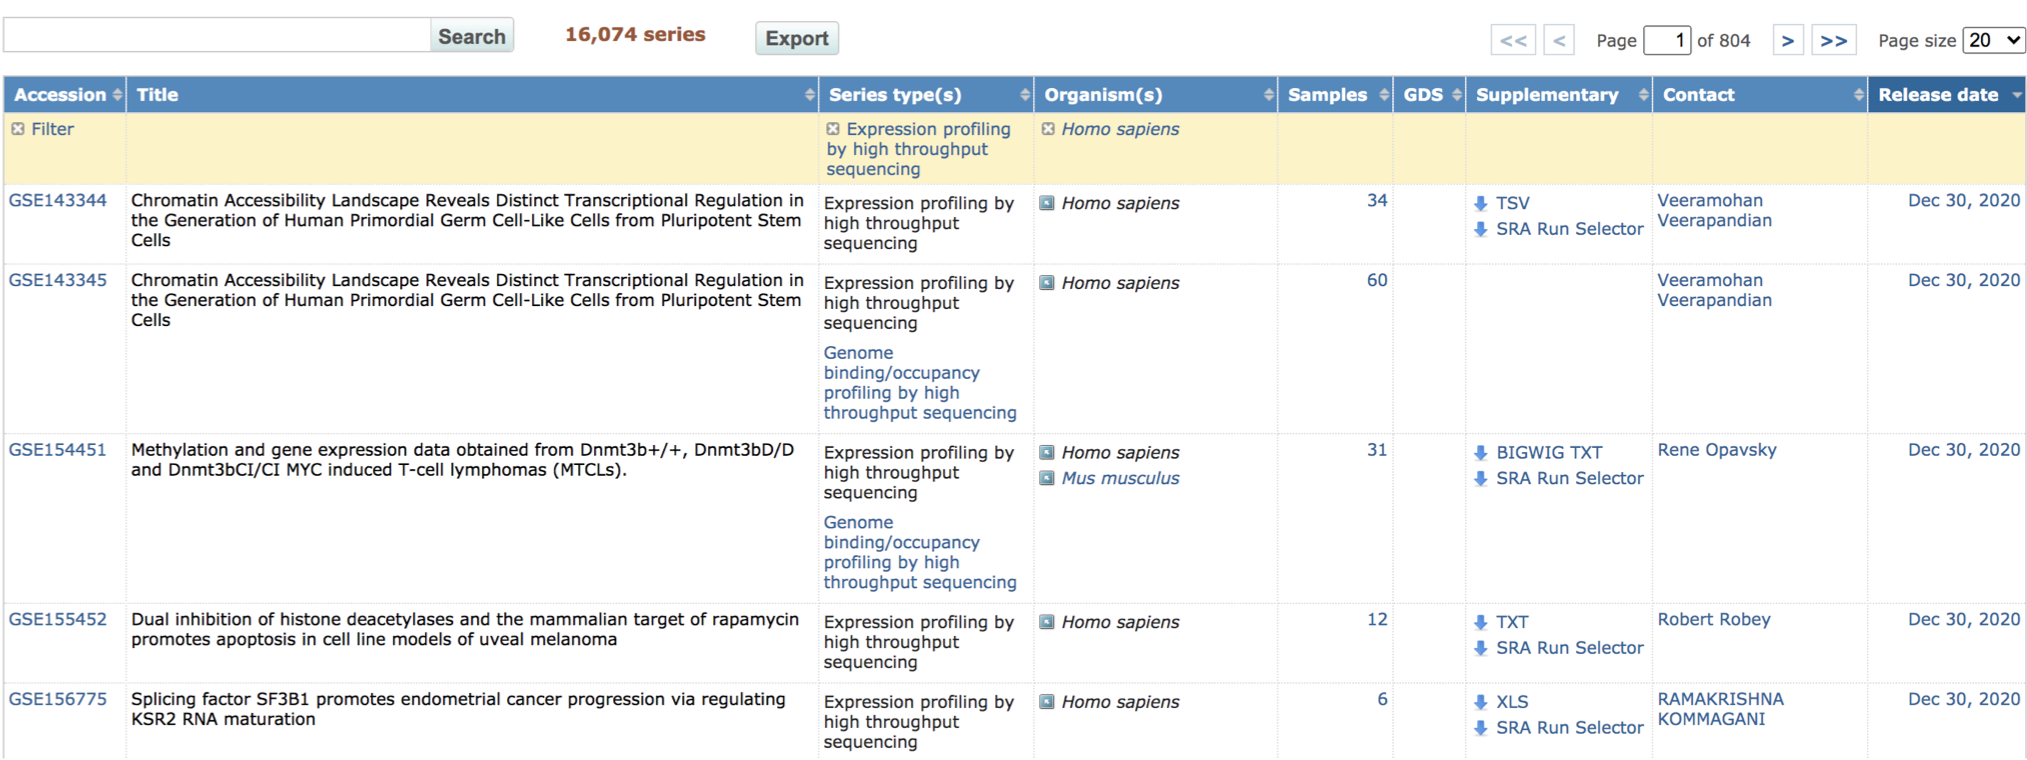 Search 16,074 series Export << < Page 1 of 804 > >> Page size 20
Accession Title Series type(s) Organism(s) Samples GDS Supplementary Contact Release date
Filter Expression profiling Homo sapiens
by high throughput
sequencing
GSE143344 Chromatin Accessibility Landscape Reveals Distinct Transcriptional Regulation in Expression profiling by Homo sapiens 34 TSV Veeramohan Dec 30, 2020
the Generation of Human Primordial Germ Cell-Like Cells from Pluripotent Stem high throughput SRA Run Selector Veerapandian
Cells sequencing
GSE143345 Chromatin Accessibility Landscape Reveals Distinct Transcriptional Regulation in Expression profiling by Homo sapiens 60 Veeramohan Dec 30, 2020
the Generation of Human Primordial Germ Cell-Like Cells from Pluripotent Stem high throughput Veerapandian
Cells sequencing
Genome
binding/occupancy
profiling by high
throughput sequencing
GSE154451 Methylation and gene expression data obtained from Dnmt3b+/+, Dnmt3bD/D Expression profiling by Homo sapiens 31 BIGWIG TXT Rene Opavsky Dec 30, 2020
and Dnmt3bCI/CI MYC induced T-cell lymphomas (MTCLs). high throughput Mus musculus SRA Run Selector
sequencing
Genome
binding/occupancy
profiling by high
throughput sequencing
GSE155452 Dual inhibition of histone deacetylases and the mammalian target of rapamycin Expression profiling by Homo sapiens 12 TXT Robert Robey Dec 30, 2020
promotes apoptosis in cell line models of uveal melanoma high throughput SRA Run Selector
sequencing
GSE156775 Splicing factor SF3B1 promotes endometrial cancer progression via regulating Expression profiling by Homo sapiens 6 XLS RAMAKRISHNA Dec 30, 2020
KSR2 RNA maturation high throughput SRA Run Selector KOMMAGANI
sequencing